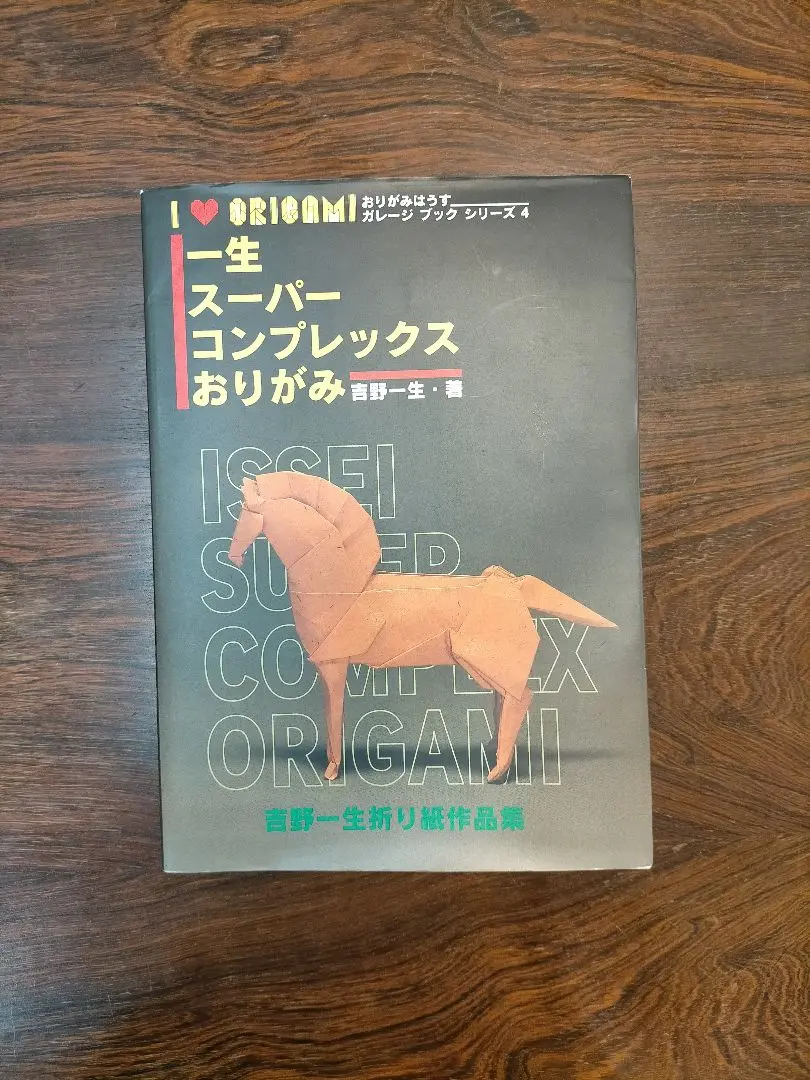 I ♥ ORIGAMI
おりがみはうす
ガレージ ブック シリーズ 4
一生
スーパー
コンプレックス
おりがみ
吉野一生・著
ISSEI
SUPER
COMPLEX
ORIGAMI
吉野一生折り紙作品集